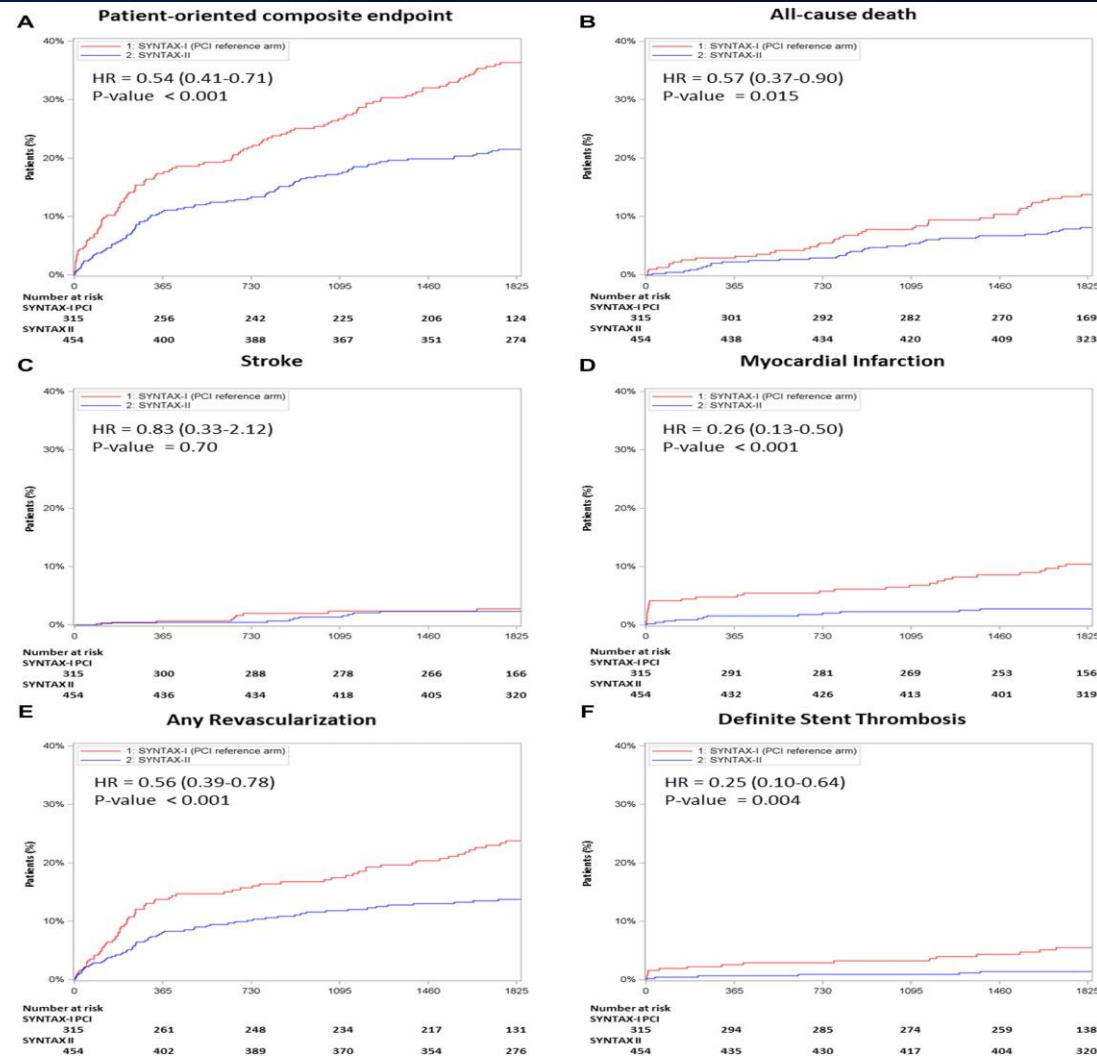 A Patient-oriented composite endpoint
1: SYNTAX-I (PCI reference arm)
2: SYNTAX-II
HR = 0.54 (0.41-0.71)
P-value < 0.001
Patients (%)
40%
30%
20%
10%
0%
0 365 730 1095 1460 1825
Number at risk
SYNTAX-I PCI
315 256 242 225 206 124
SYNTAX II
454 400 388 367 351 274
B All-cause death
1: SYNTAX-I (PCI reference arm)
2: SYNTAX-II
HR = 0.57 (0.37-0.90)
P-value = 0.015
Patients (%)
40%
30%
20%
10%
0%
0 365 730 1095 1460 1825
Number at risk
SYNTAX-I PCI
315 301 292 282 270 169
SYNTAX II
454 438 434 420 409 323
C Stroke
1: SYNTAX-I (PCI reference arm)
2: SYNTAX-II
HR = 0.83 (0.33-2.12)
P-value = 0.70
Patients (%)
40%
30%
20%
10%
0%
0 365 730 1095 1460 1825
Number at risk
SYNTAX-I PCI
315 300 288 278 266 166
SYNTAX II
454 436 434 418 405 320
D Myocardial Infarction
1: SYNTAX-I (PCI reference arm)
2: SYNTAX-II
HR = 0.26 (0.13-0.50)
P-value < 0.001
Patients (%)
40%
30%
20%
10%
0%
0 365 730 1095 1460 1825
Number at risk
SYNTAX-I PCI
315 291 281 269 253 156
SYNTAX II
454 432 426 413 401 319
E Any Revascularization
1: SYNTAX-I (PCI reference arm)
2: SYNTAX-II
HR = 0.56 (0.39-0.78)
P-value < 0.001
Patients (%)
40%
30%
20%
10%
0%
0 365 730 1095 1460 1825
Number at risk
SYNTAX-I PCI
315 261 248 234 217 131
SYNTAX II
454 402 389 370 354 276
F Definite Stent Thrombosis
1: SYNTAX-I (PCI reference arm)
2: SYNTAX-II
HR = 0.25 (0.10-0.64)
P-value = 0.004
Patients (%)
40%
30%
20%
10%
0%
0 365 730 1095 1460 1825
Number at risk
SYNTAX-I PCI
315 294 285 274 259 138
SYNTAX II
454 435 430 417 404 320